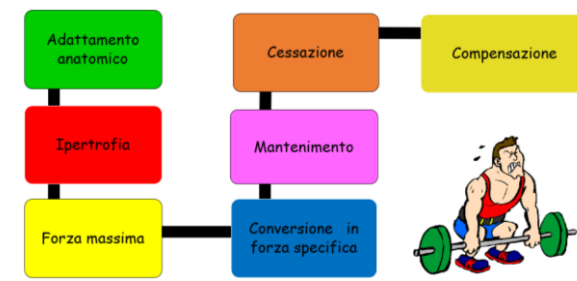 Adattamento
anatomico
Ipertrofia
Forza massima
Conversione in
forza specifica
Mantenimento
Cessazione
Compensazione